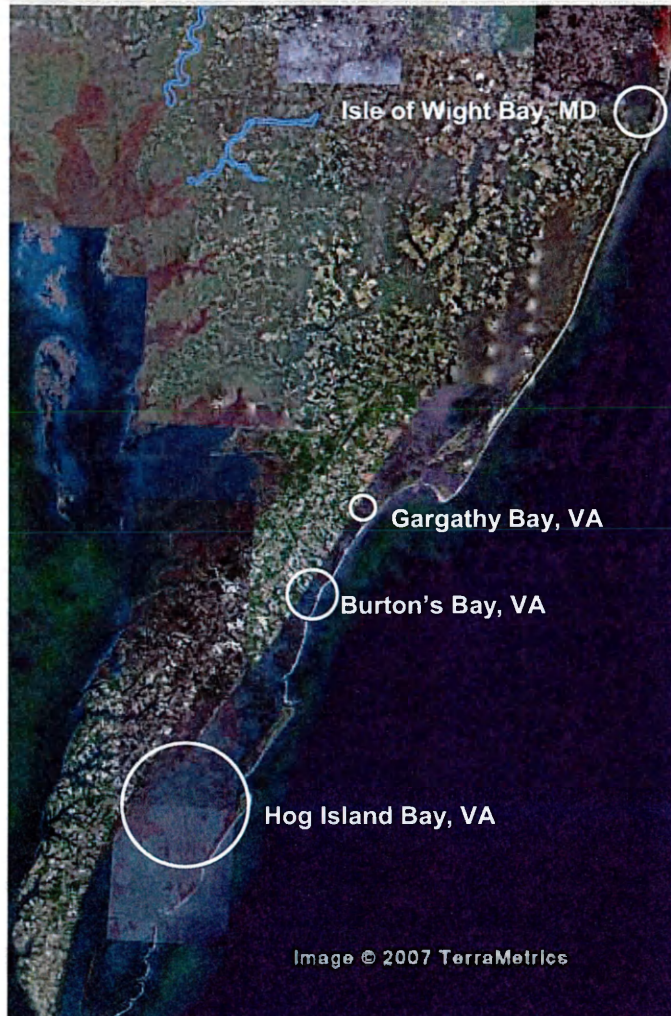 Isle of Wight Bay, MD
Gargathy Bay, VA
Burton's Bay, VA
Hog Island Bay, VA
Image © 2007 TerraMetrics